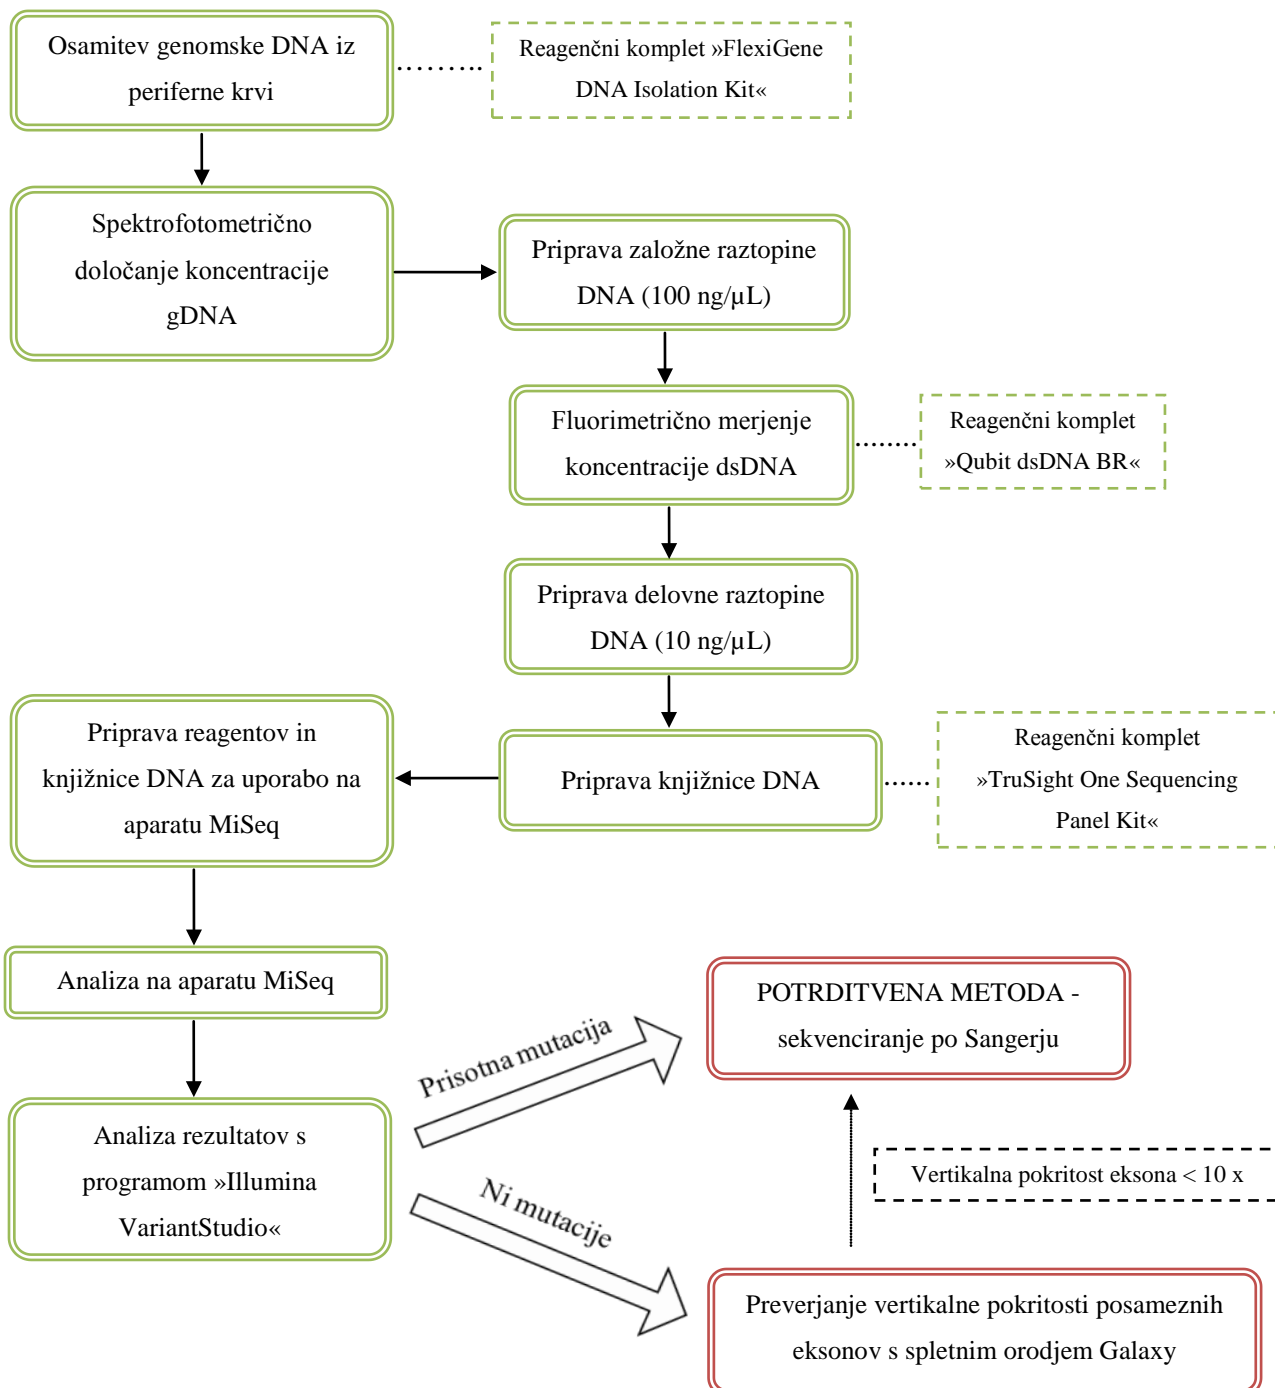 Osamitev genomske DNA iz
periferne krvi
Reagenčni komplet »FlexiGene
DNA Isolation Kit«
Spektrofotometrično
določanje koncentracije
gDNA
Priprava založne raztopine
DNA (100 ng/µL)
Fluorimetrično merjenje
koncentracije dsDNA
Reagenčni komplet
»Qubit dsDNA BR«
Priprava delovne raztopine
DNA (10 ng/µL)
Priprava knjižnice DNA
Reagenčni komplet
»TruSight One Sequencing
Panel Kit«
Priprava reagentov in
knjižnice DNA za uporabo na
aparatu MiSeq
Analiza na aparatu MiSeq
Analiza rezultatov s
programom »Illumina
VariantStudio«
Prisotna mutacija
POTRDITVENA METODA -
sekvenciranje po Sangerju
Ni mutacije
Vertikalna pokritost eksona < 10 x
Preverjanje vertikalne pokritosti posameznih
eksonov s spletnim orodjem Galaxy